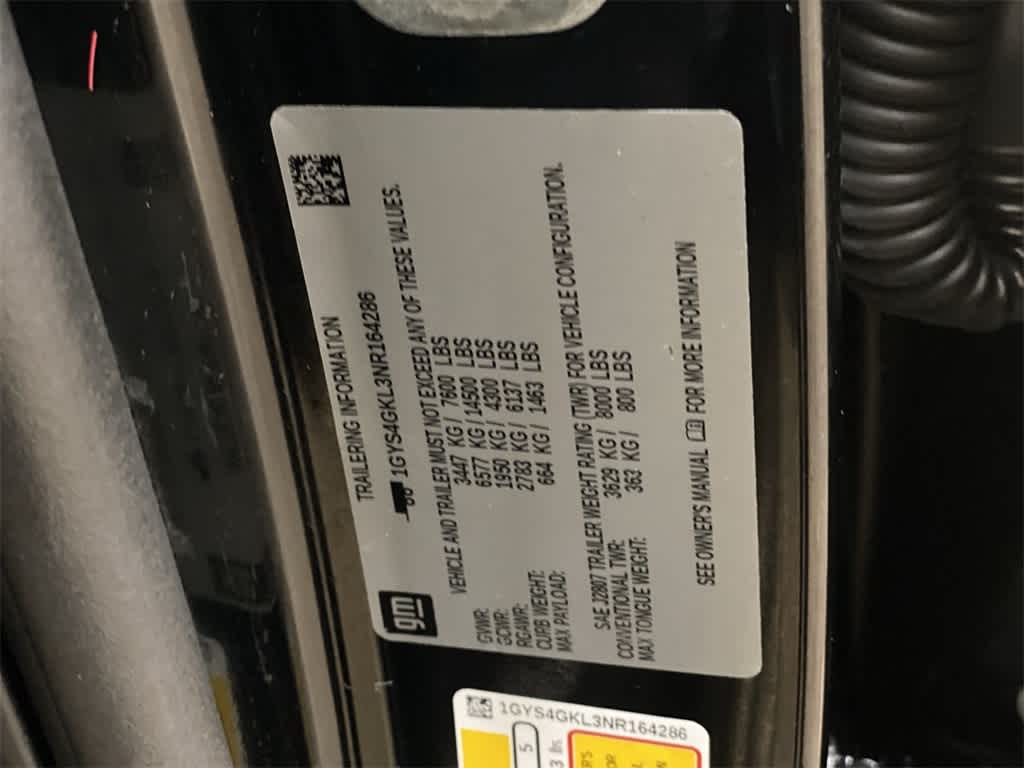 TRAILERING INFORMATION
gm
1GYS4GKL3NR164286
VEHICLE AND TRAILER MUST NOT EXCEED ANY OF THESE VALUES.
GVWR: 3447 KG / 7600 LBS
GCWR: 6577 KG / 14500 LBS
RGAWR: 1950 KG / 4300 LBS
CURB WEIGHT: 2783 KG / 6137 LBS
MAX PAYLOAD: 664 KG / 1463 LBS
SAE J2807 TRAILER WEIGHT RATING (TWR) FOR VEHICLE CONFIGURATION.
CONVENTIONAL TWR: 3629 KG / 8000 LBS
MAX TONGUE WEIGHT: 363 KG / 800 LBS
SEE OWNER'S MANUAL FOR MORE INFORMATION
1GYS4GKL3NR164286
5
3 lbs.